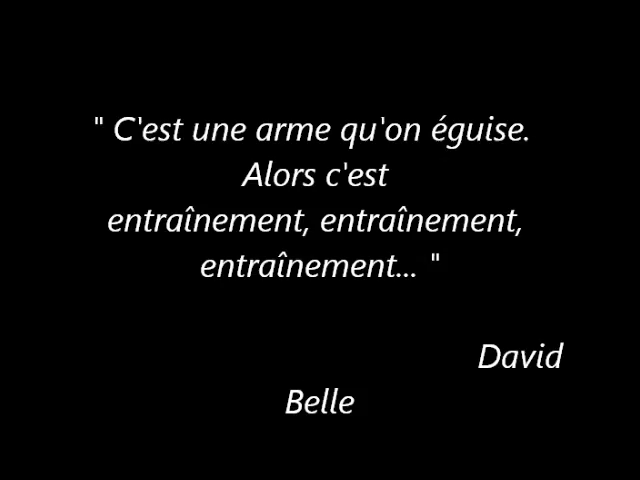 " C'est une arme qu'on éguise.
Alors c'est
entraînement, entraînement,
entraînement... "
David
Belle